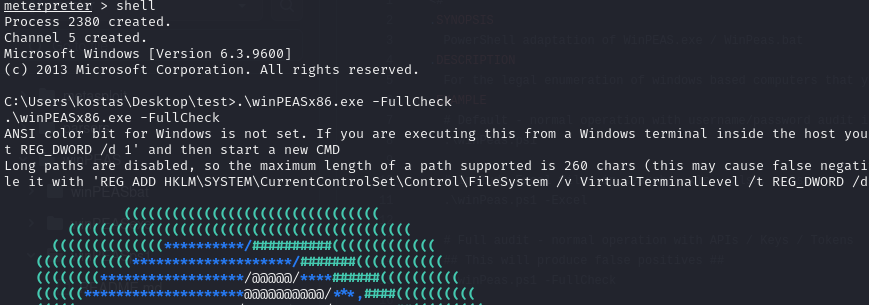 meterpreter > shell
Process 2380 created.
Channel 5 created.
Microsoft Windows [Version 6.3.9600]
(c) 2013 Microsoft Corporation. All rights reserved.
C:\Users\kostas\Desktop\test>.\winPEASx86.exe -FullCheck
.\winPEASx86.exe -FullCheck
ANSI color bit for Windows is not set. If you are executing this from a Windows terminal inside the host you
t REG_DWORD /d 1' and then start a new CMD
Long paths are disabled, so the maximum length of a path supported is 260 chars (this may cause false negati
le it with 'REG ADD HKLM\SYSTEM\CurrentControlSet\Control\FileSystem /v VirtualTerminalLevel /t REG_DWORD /d
((((((((((((((((((((((((((((((((
(((((((((((((((((((((((((((((((((((((((((((
((((((((((((((**********/##########(((((((((((((
((((((((((((********************/#######(((((((((((
((((((((******************/@@@@@/****######((((((((((
((((((********************@@@@@@@@@@/***,####((((((((((